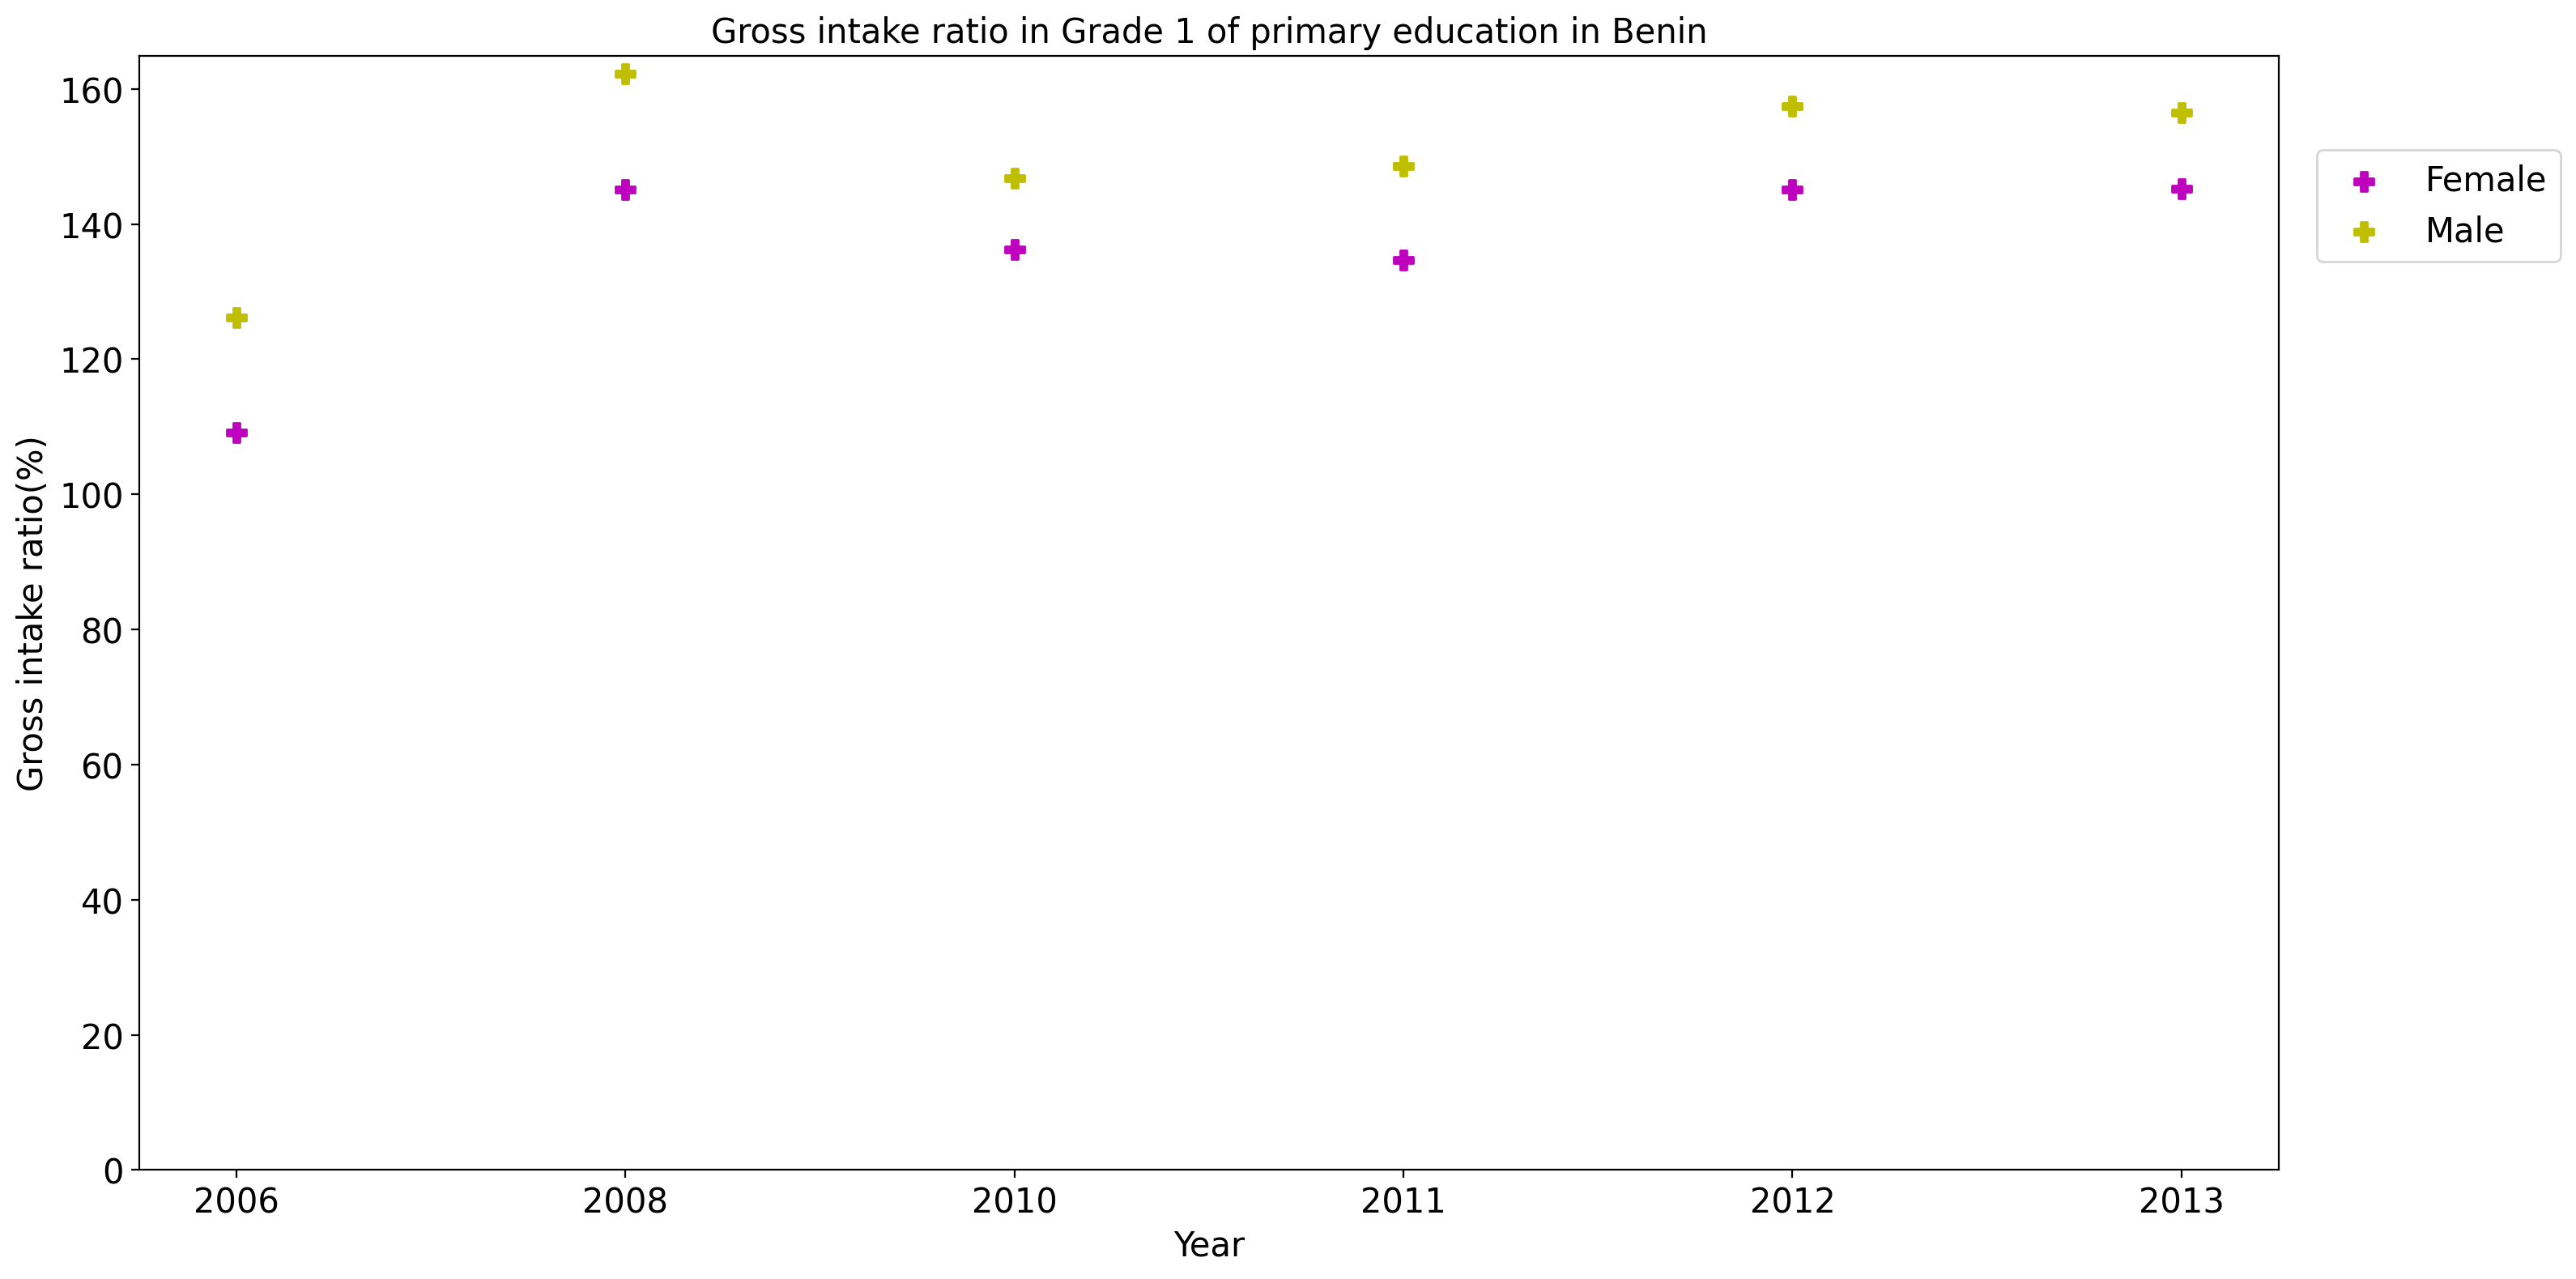 Gross intake ratio in Grade 1 of primary education in Benin
Gross intake ratio(%)
160
140
120
100
80
60
40
20
0
2006 2008 2010 2011 2012 2013
Year
Female
Male